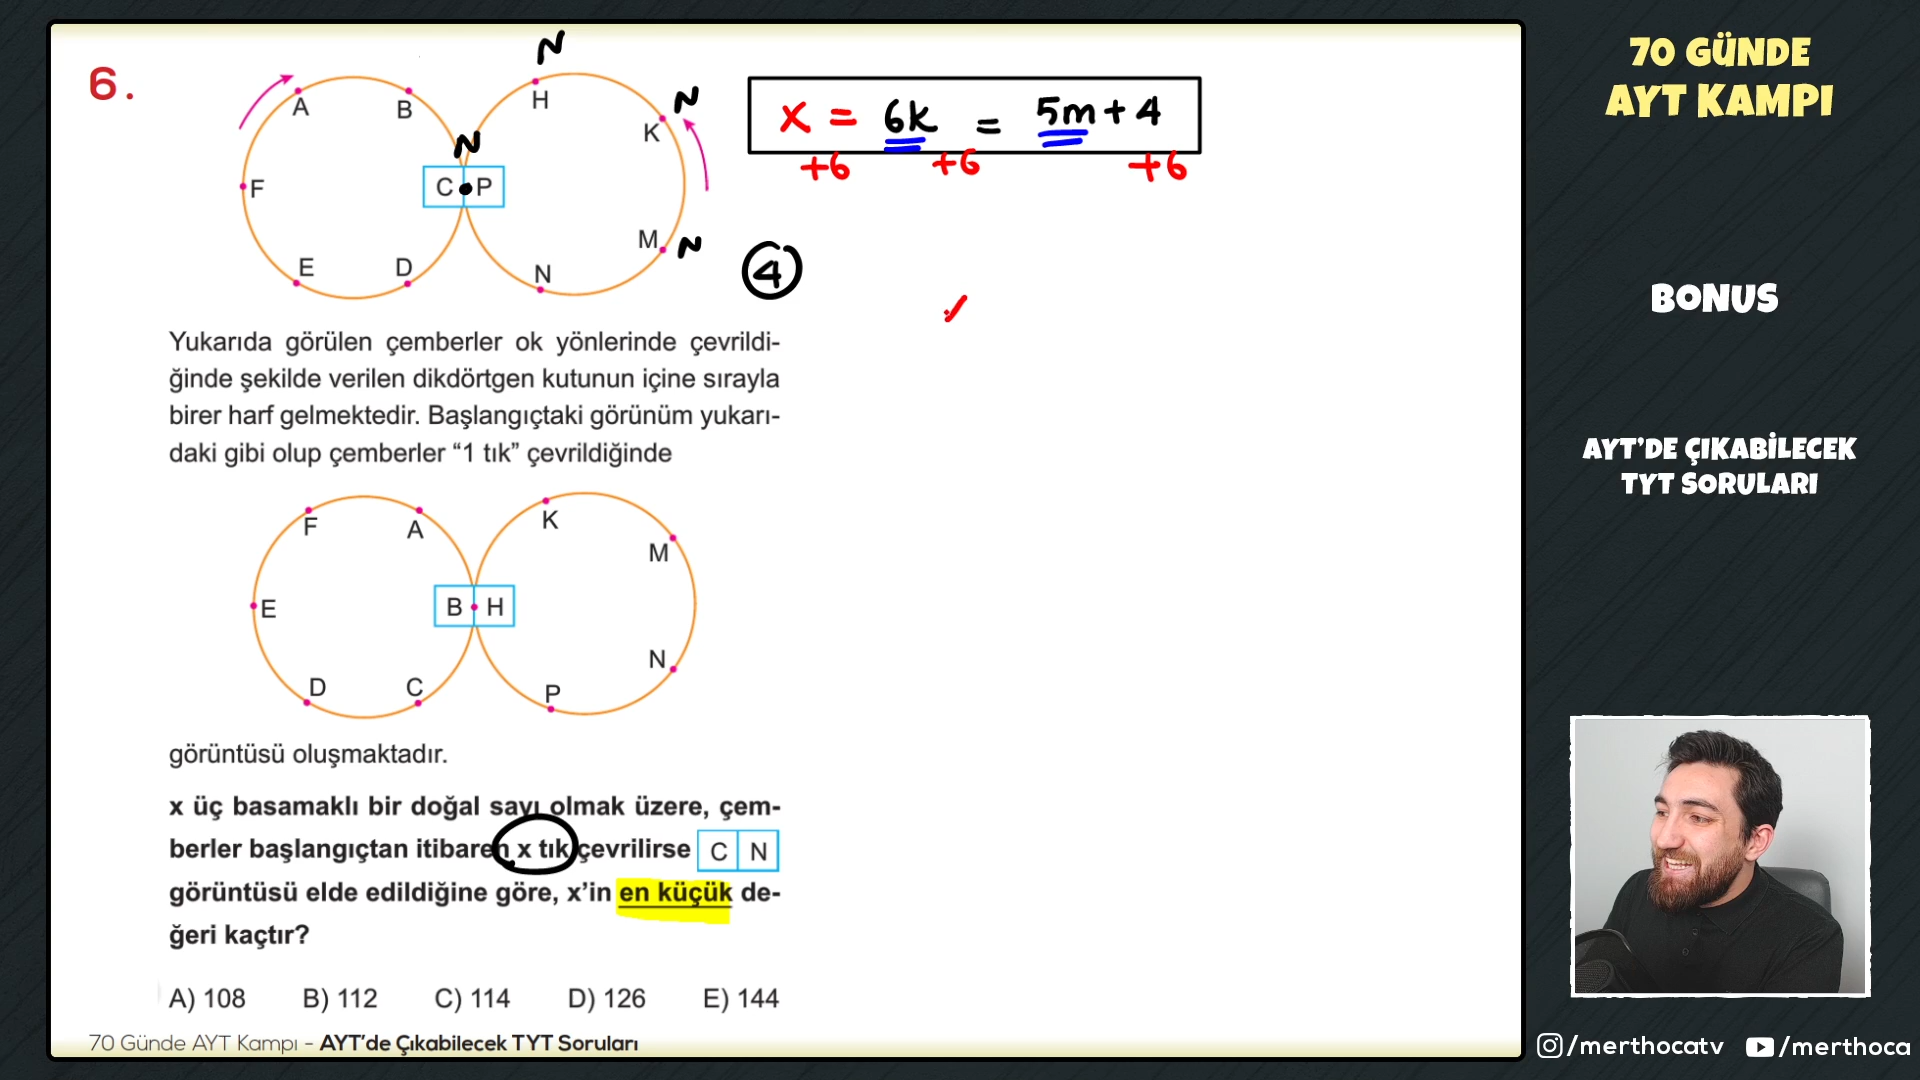 6.
N
A
B
H
N
K
N
F
C P
E
D
M
N
N
x = 6k = 5m + 4
+6 +6 +6
4
Yukarıda görülen çemberler ok yönlerinde çevrildi-
ğinde şekilde verilen dikdörtgen kutunun içine sırayla
birer harf gelmektedir. Başlangıçtaki görünüm yukarı-
daki gibi olup çemberler “1 tık” çevrildiğinde
F
A
K
M
E
B H
D
C
P
N
görüntüsü oluşmaktadır.
x üç basamaklı bir doğal sayı olmak üzere, çem-
berler başlangıçtan itibaren x tık çevrilirse C N
görüntüsü elde edildiğine göre, x’in en küçük de-
ğeri kaçtır?
A) 108 B) 112 C) 114 D) 126 E) 144
70 Günde AYT Kampı - AYT’de Çıkabilecek TYT Soruları
70 GÜNDE
AYT KAMPI
BONUS
AYT’DE ÇIKABİLECEK
TYT SORULARI
/merthocatv /merthoca